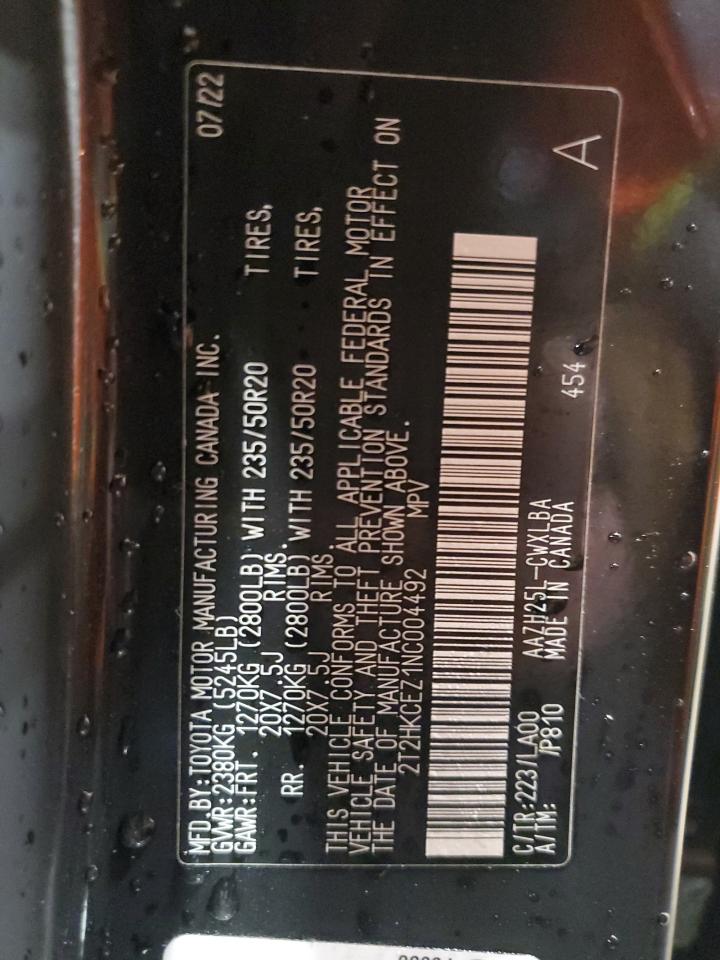 MFD.BY:TOYOTA MOTOR MANUFACTURING CANADA INC. 07/22
GVWR:2380KG (5245LB)
GAWR:FRT. 1270KG (2800LB) WITH 235/50R20 TIRES,
20X7.5J RIMS.
RR. 1270KG (2800LB) WITH 235/50R20 TIRES,
20X7.5J RIMS.
THIS VEHICLE CONFORMS TO ALL APPLICABLE FEDERAL MOTOR
VEHICLE SAFETY AND THEFT PREVENTION STANDARDS IN EFFECT ON
THE DATE OF MANUFACTURE SHOWN ABOVE.
2T2HKCEZ1NC004492 MPV
C/TR:223/LA00 AAZH25L-CWXLBA 454 A
A/TM: /P810 MADE IN CANADA